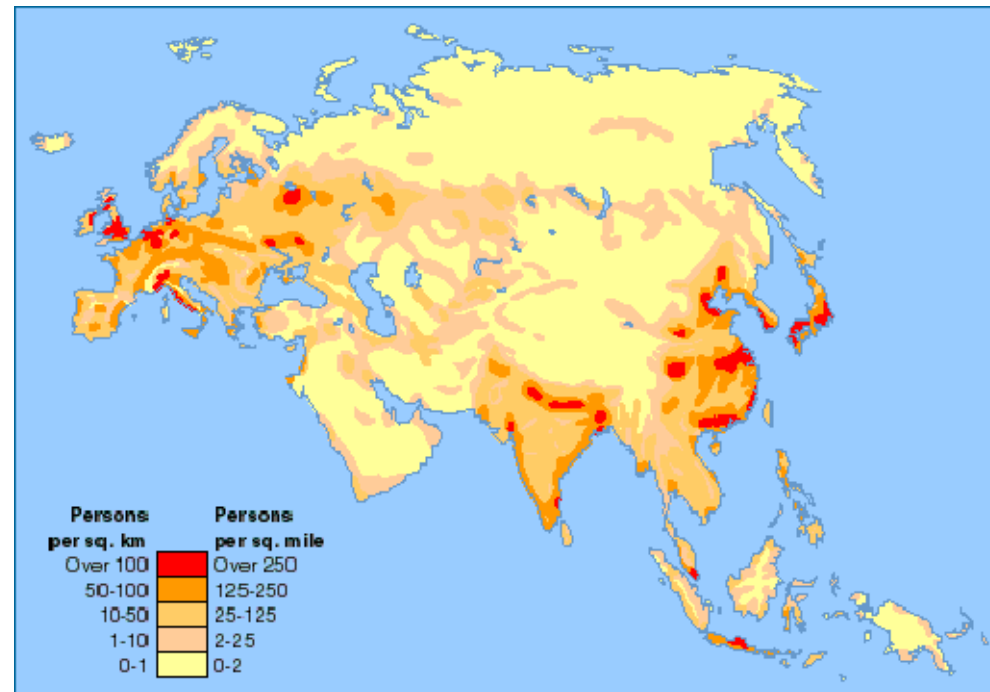 Persons Persons
per sq. km per sq. mile
Over 100 Over 250
50-100 125-250
10-50 25-125
1-10 2-25
0-1 0-2